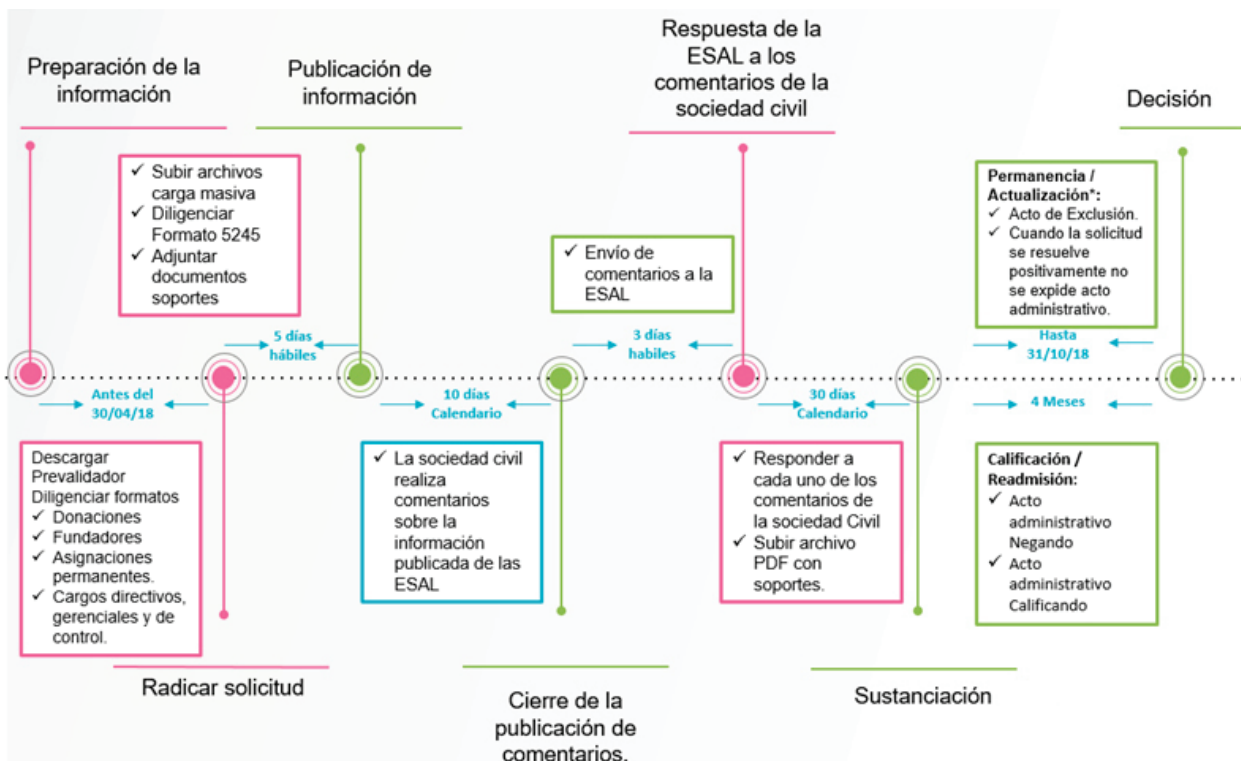 Preparación de la
información
Publicación de
información
Respuesta de la
ESAL a los
comentarios de la
sociedad civil
Decisión
✓ Subir archivos
carga masiva
✓ Diligenciar
Formato 5245
✓ Adjuntar
documentos
soportes
✓ Envío de
comentarios a la
ESAL
Permanencia /
Actualización*:
✓ Acto de Exclusión.
✓ Cuando la solicitud
se resuelve
positivamente no
se expide acto
administrativo.
5 días
hábiles
3 días
habiles
Hasta
31/10/18
Antes del
30/04/18
10 días
Calendario
30 días
Calendario
4 Meses
Descargar
Prevalidador
Diligenciar formatos
✓ Donaciones
✓ Fundadores
✓ Asignaciones
permanentes.
✓ Cargos directivos,
gerenciales y de
control.
✓ La sociedad civil
realiza
comentarios
sobre la
información
publicada de las
ESAL
✓ Responder a
cada uno de los
comentarios de
la sociedad Civil
✓ Subir archivo
PDF con
soportes.
Calificación /
Readmisión:
✓ Acto
administrativo
Negando
✓ Acto
administrativo
Calificando
Radicar solicitud
Cierre de la
publicación de
comentarios.
Sustanciación